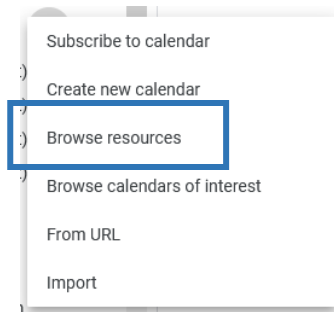 Subscribe to calendar
Create new calendar
Browse resources
Browse calendars of interest
From URL
Import